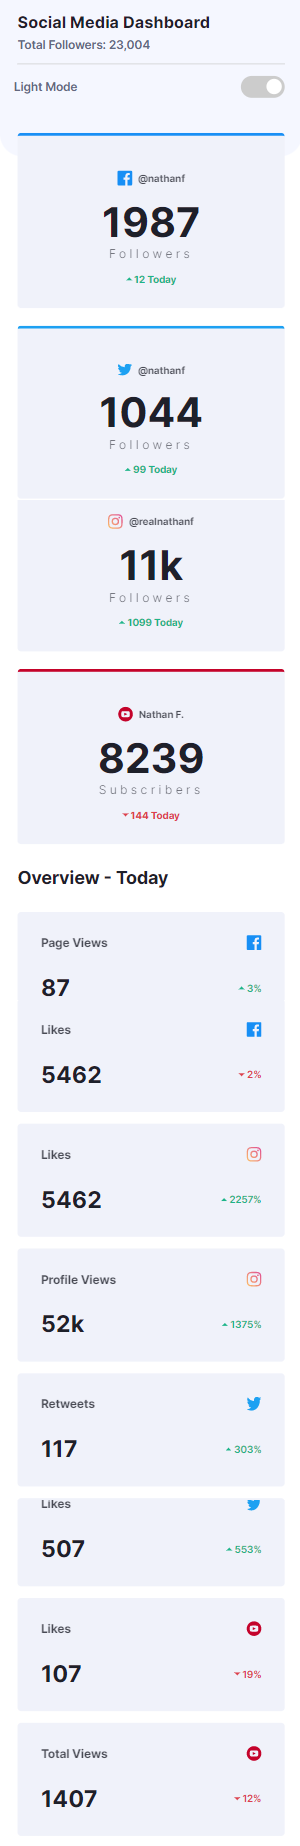 Social Media Dashboard
Total Followers: 23,004
Light Mode
@nathanf
1987
Followers
12 Today
@nathanf
1044
Followers
99 Today
@realnathanf
11k
Followers
1099 Today
Nathan F.
8239
Subscribers
144 Today
Overview - Today
Page Views
87
3%
Likes
5462
2%
Likes
5462
2257%
Profile Views
52k
1375%
Retweets
117
303%
Likes
507
553%
Likes
107
19%
Total Views
1407
12%